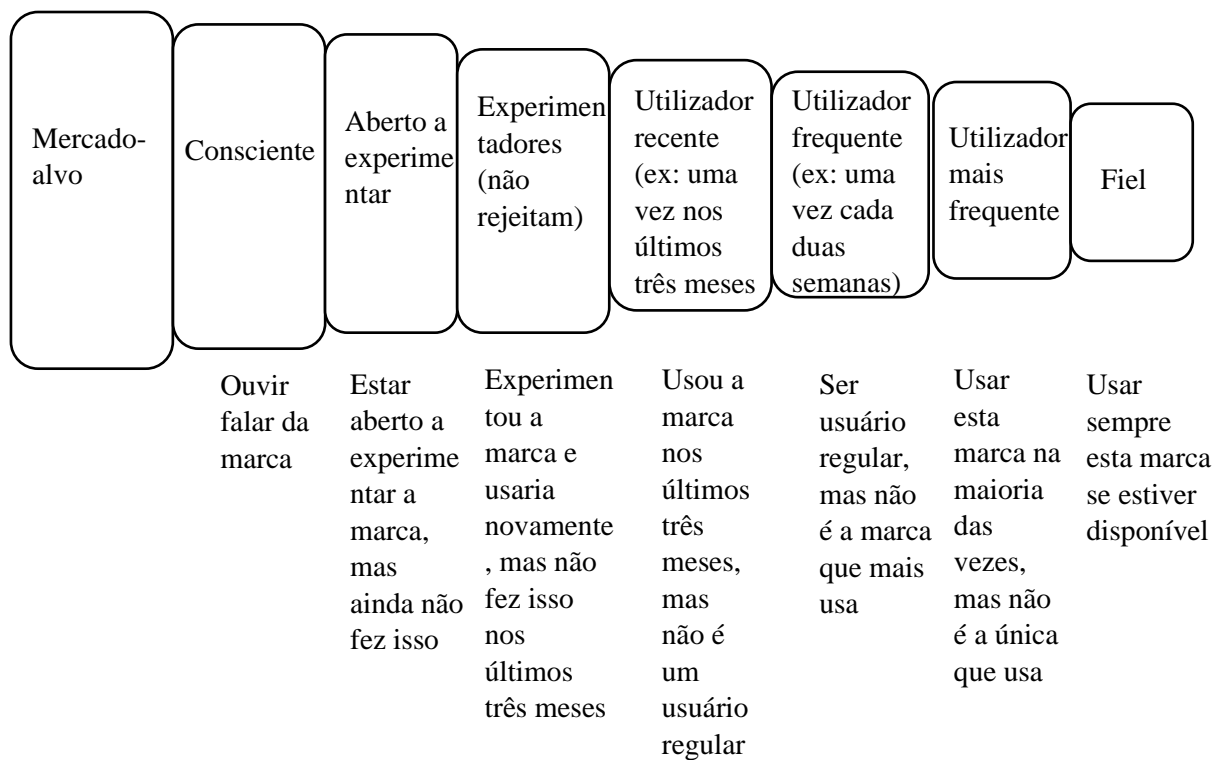 Mercado-
alvo
Consciente
Aberto a
experime
ntar
Experimen
tadores
(não
rejeitam)
Utilizador
recente
(ex: uma
vez nos
últimos
três meses
Utilizador
frequente
(ex: uma
vez cada
duas
semanas)
Utilizador
mais
frequente
Fiel
Ouvir
falar da
marca
Estar
aberto a
experime
ntar a
marca,
mas
ainda não
fez isso
Experimen
tou a
marca e
usaria
novamente
, mas não
fez isso
nos
últimos
três meses
Usou a
marca
nos
últimos
três
meses,
mas
não é
um
usuário
regular
Ser
usuário
regular,
mas não
é a marca
que mais
usa
Usar
esta
marca na
maioria
das
vezes,
mas não
é a única
que usa
Usar
sempre
esta marca
se estiver
disponível